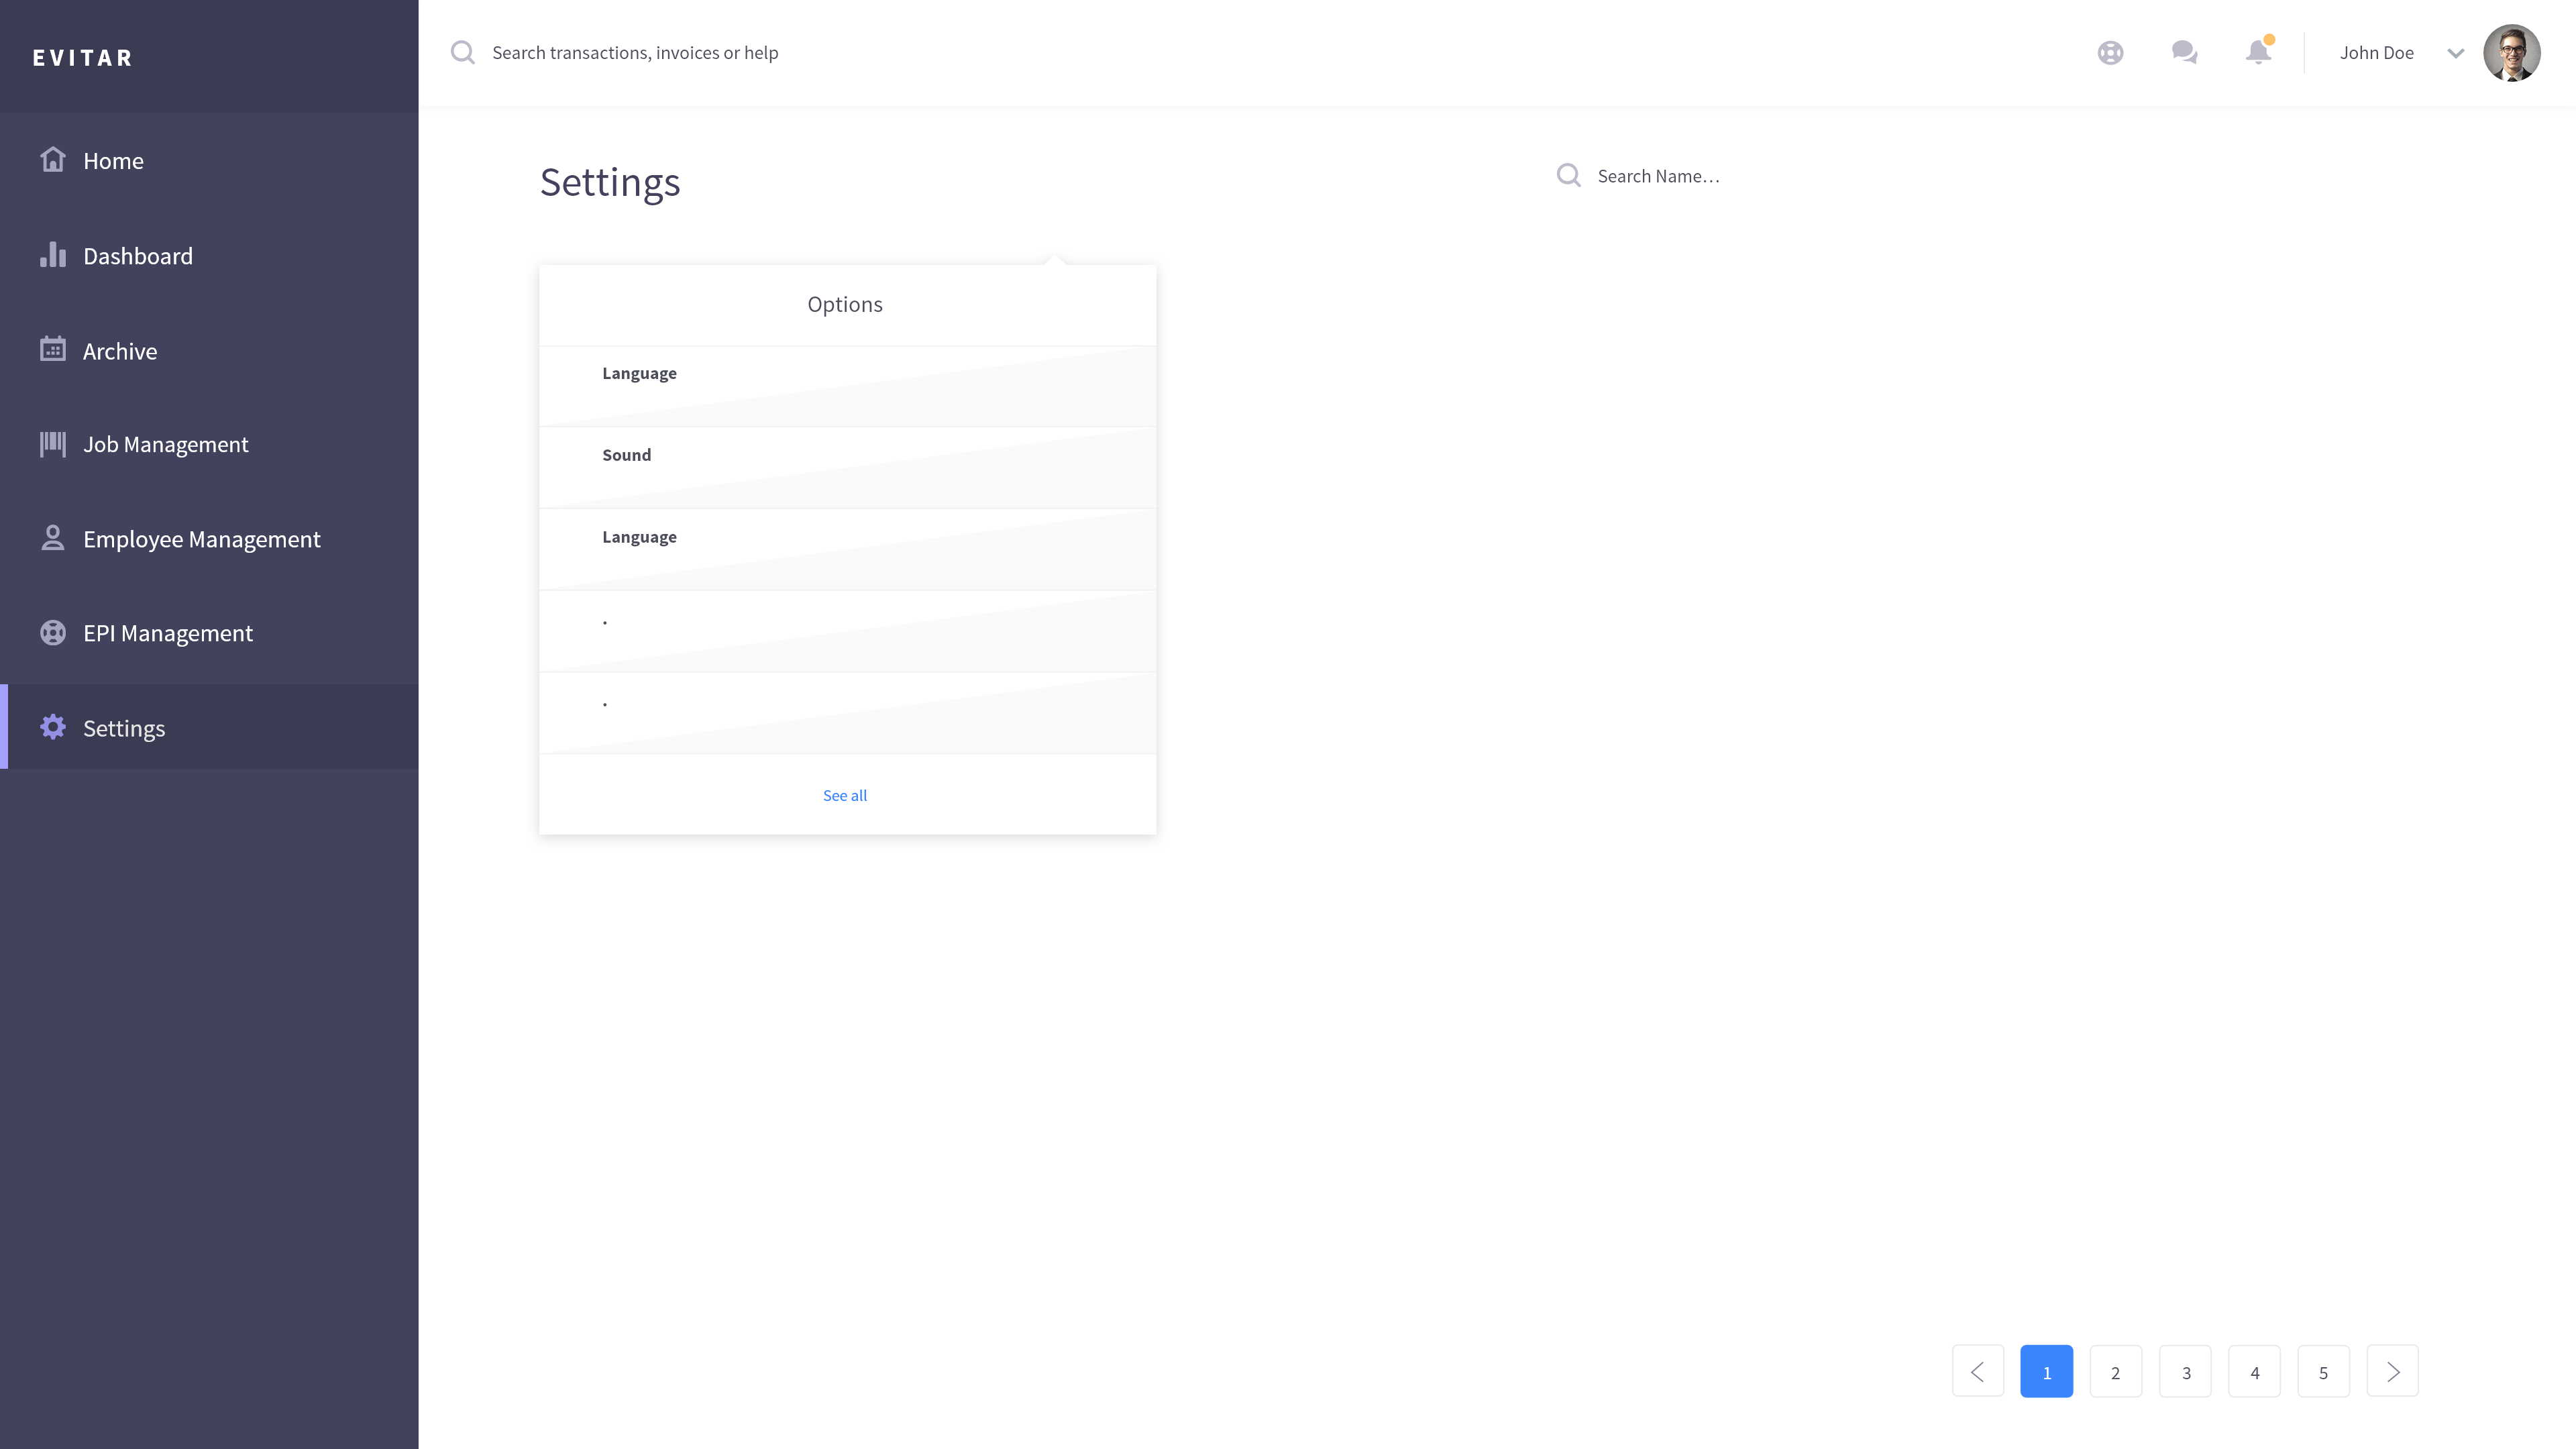 EVITAR
Search transactions, invoices or help
John Doe
Home
Dashboard
Archive
Job Management
Employee Management
EPI Management
Settings
Settings
Search Name...
Options
Language
Sound
Language
.
.
See all
1
2
3
4
5